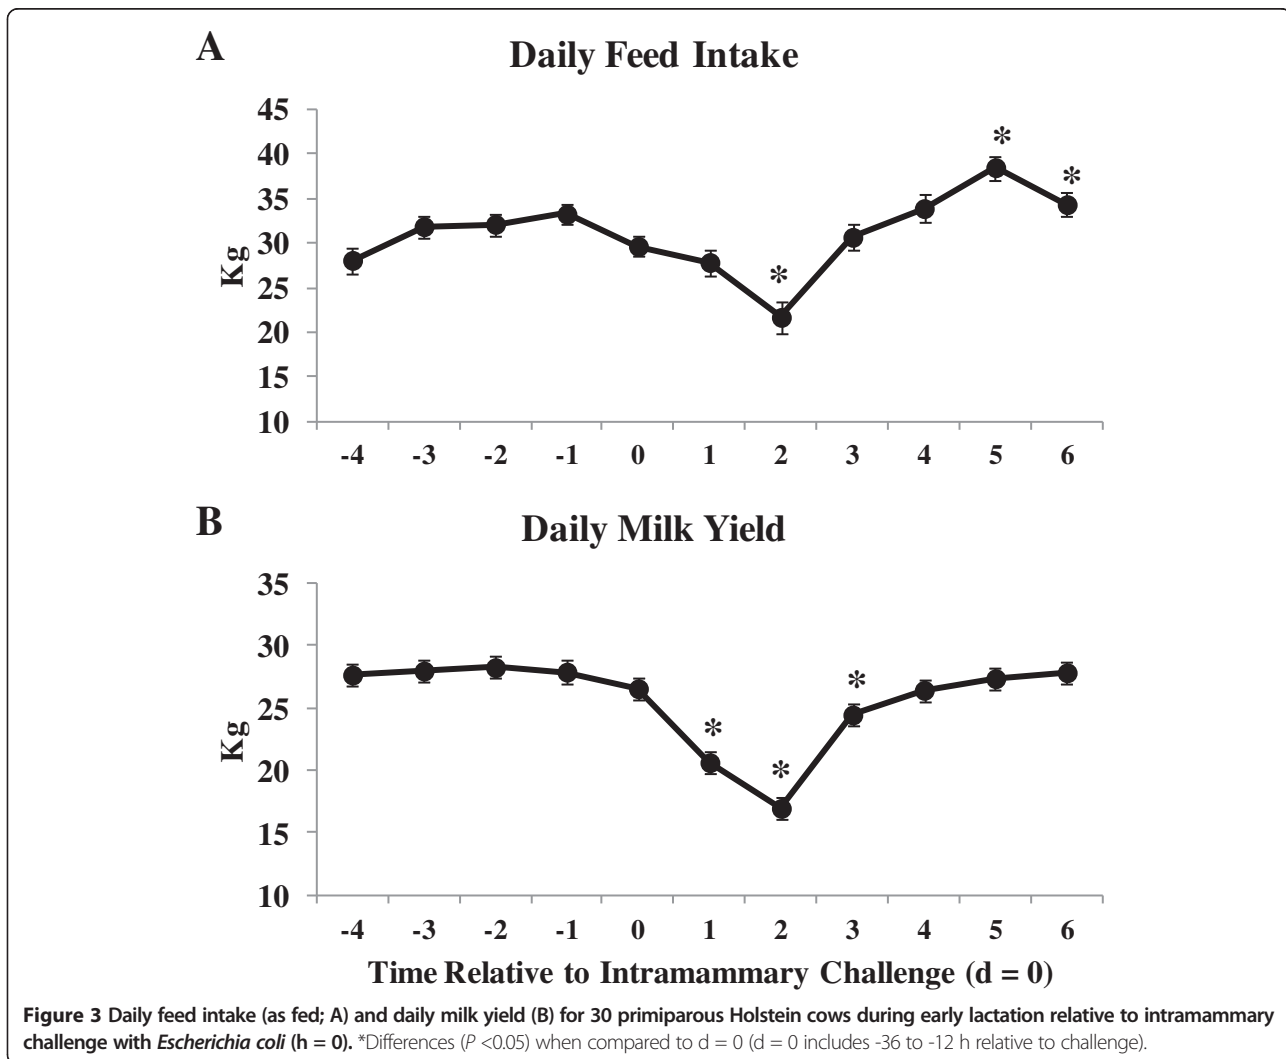 A
Daily Feed Intake
45
40
35
30
25
20
15
10
Kg
*
*
*
-4 -3 -2 -1 0 1 2 3 4 5 6
B
Daily Milk Yield
35
30
25
20
15
10
Kg
*
*
*
-4 -3 -2 -1 0 1 2 3 4 5 6
Time Relative to Intramammary Challenge (d = 0)
Figure 3 Daily feed intake (as fed; A) and daily milk yield (B) for 30 primiparous Holstein cows during early lactation relative to intramammary
challenge with Escherichia coli (h = 0). *Differences (P <0.05) when compared to d = 0 (d = 0 includes -36 to -12 h relative to challenge).